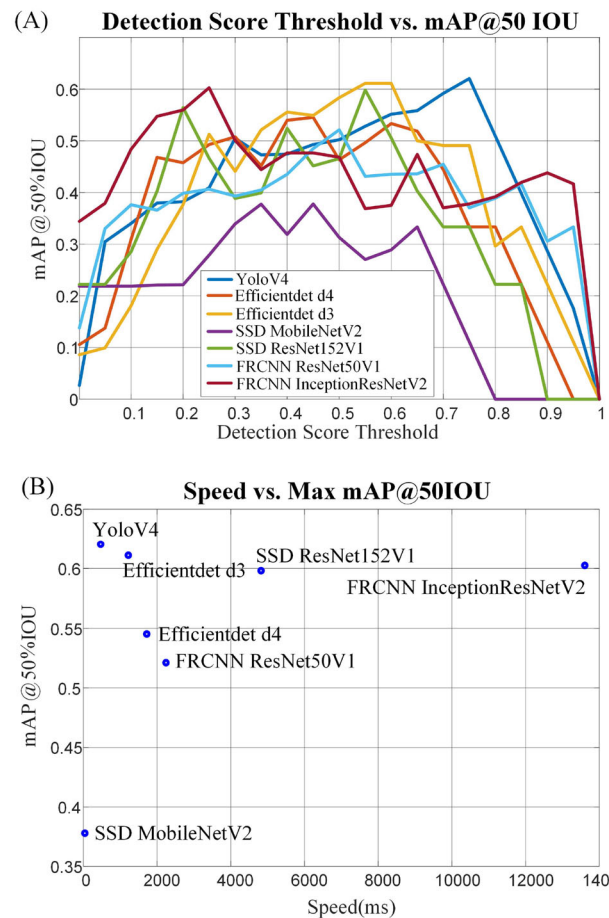 (A)
Detection Score Threshold vs. mAP@50 IOU
mAP@50%IOU
0.6
0.5
0.4
0.3
0.2
0.1
0
YoloV4
Efficientdet d4
Efficientdet d3
SSD MobileNetV2
SSD ResNet152V1
FRCNN ResNet50V1
FRCNN InceptionResNetV2
0.1 0.2 0.3 0.4 0.5 0.6 0.7 0.8 0.9 1
Detection Score Threshold
(B)
Speed vs. Max mAP@50IOU
mAP@50%IOU
0.65
0.6
0.55
0.5
0.45
0.4
0.35
YoloV4
Efficientdet d3
SSD ResNet152V1
FRCNN InceptionResNetV2
Efficientdet d4
FRCNN ResNet50V1
SSD MobileNetV2
0 2000 4000 6000 8000 10000 12000 140
Speed(ms)